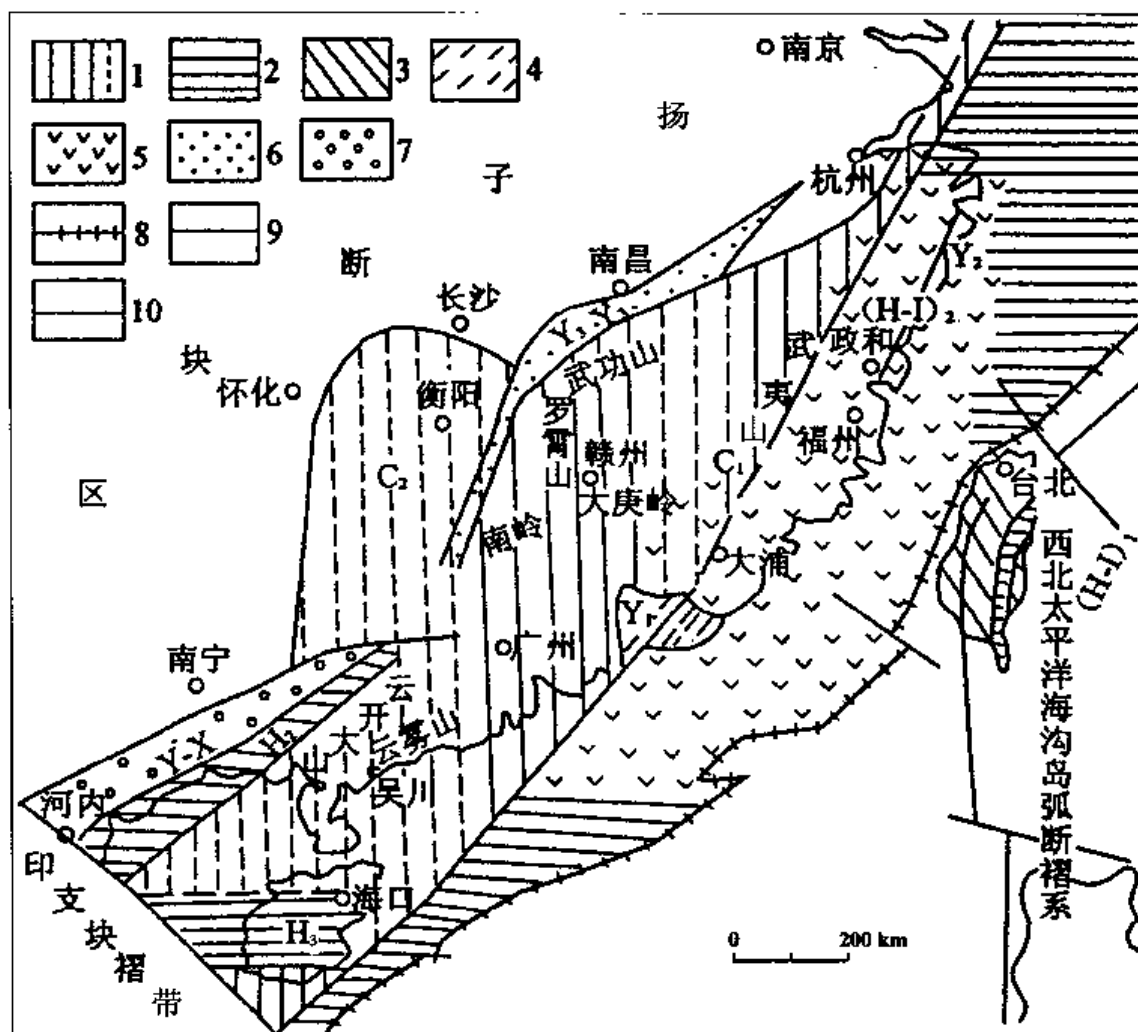 1
2
3
4
5
6
7
8
9
10
南京
扬
子
断
块
区
杭州
南昌
长沙
怀化
衡阳
Y₂
(H-I)₂
武
夷
山
政和
武功山
罗霄山
赣州
大庾岭
福州
C₁
C₂
南岭
大浦
台北
西北太平洋海沟岛弧断褶系
(H-I)₁
广州
南宁
Y-X
H₂
云
开
大
山
云雾山
吴川
河内
海口
H₃
印
支
块
褶
带
0
200 km